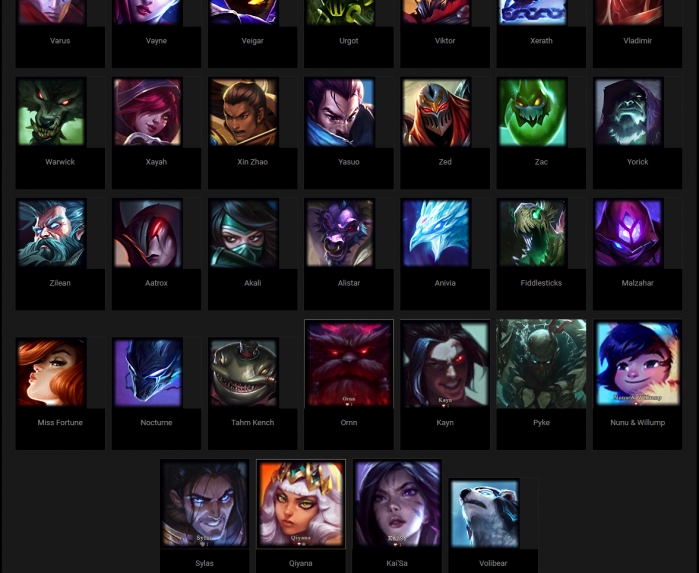 Varus
Vayne
Veigar
Urgot
Viktor
Xerath
Vladimir
Warwick
Xayah
Xin Zhao
Yasuo
Zed
Zac
Yorick
Zilean
Aatrox
Akali
Alistar
Anivia
Fiddlesticks
Malzahar
Ornn
Kayn
Nunu & Willump
Miss Fortune
Nocturne
Tahm Kench
Ornn
Kayn
Pyke
Nunu & Willump
Sylas
Qiyana
Kai'Sa
Sylas
Qiyana
Kai'Sa
Volibear